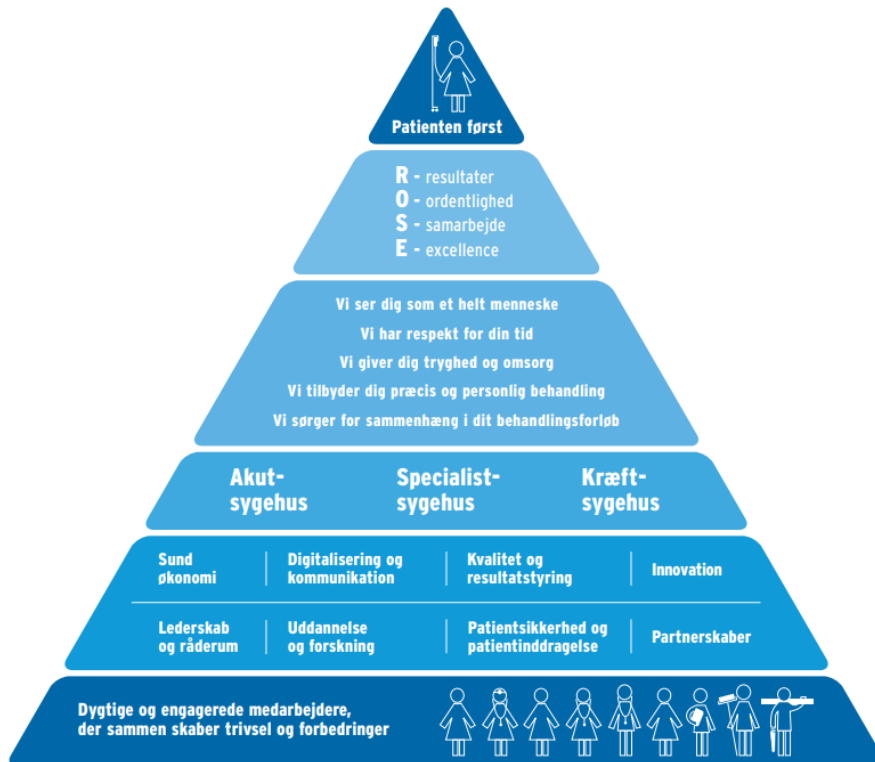 Patienten først
R - resultater
O - ordentlighed
S - samarbejde
E - excellence
Vi ser dig som et helt menneske
Vi har respekt for din tid
Vi giver dig tryghed og omsorg
Vi tilbyder dig præcis og personlig behandling
Vi sørger for sammenhæng i dit behandlingsforløb
Akut-
sygehus
Specialist-
sygehus
Kræft-
sygehus
Sund
økonomi
Digitalisering og
kommunikation
Kvalitet og
resultatstyring
Innovation
Lederskab
og råderum
Uddannelse
og forskning
Patientsikkerhed og
patientinddragelse
Partnerskaber
Dygtige og engagerede medarbejdere,
der sammen skaber trivsel og forbedringer